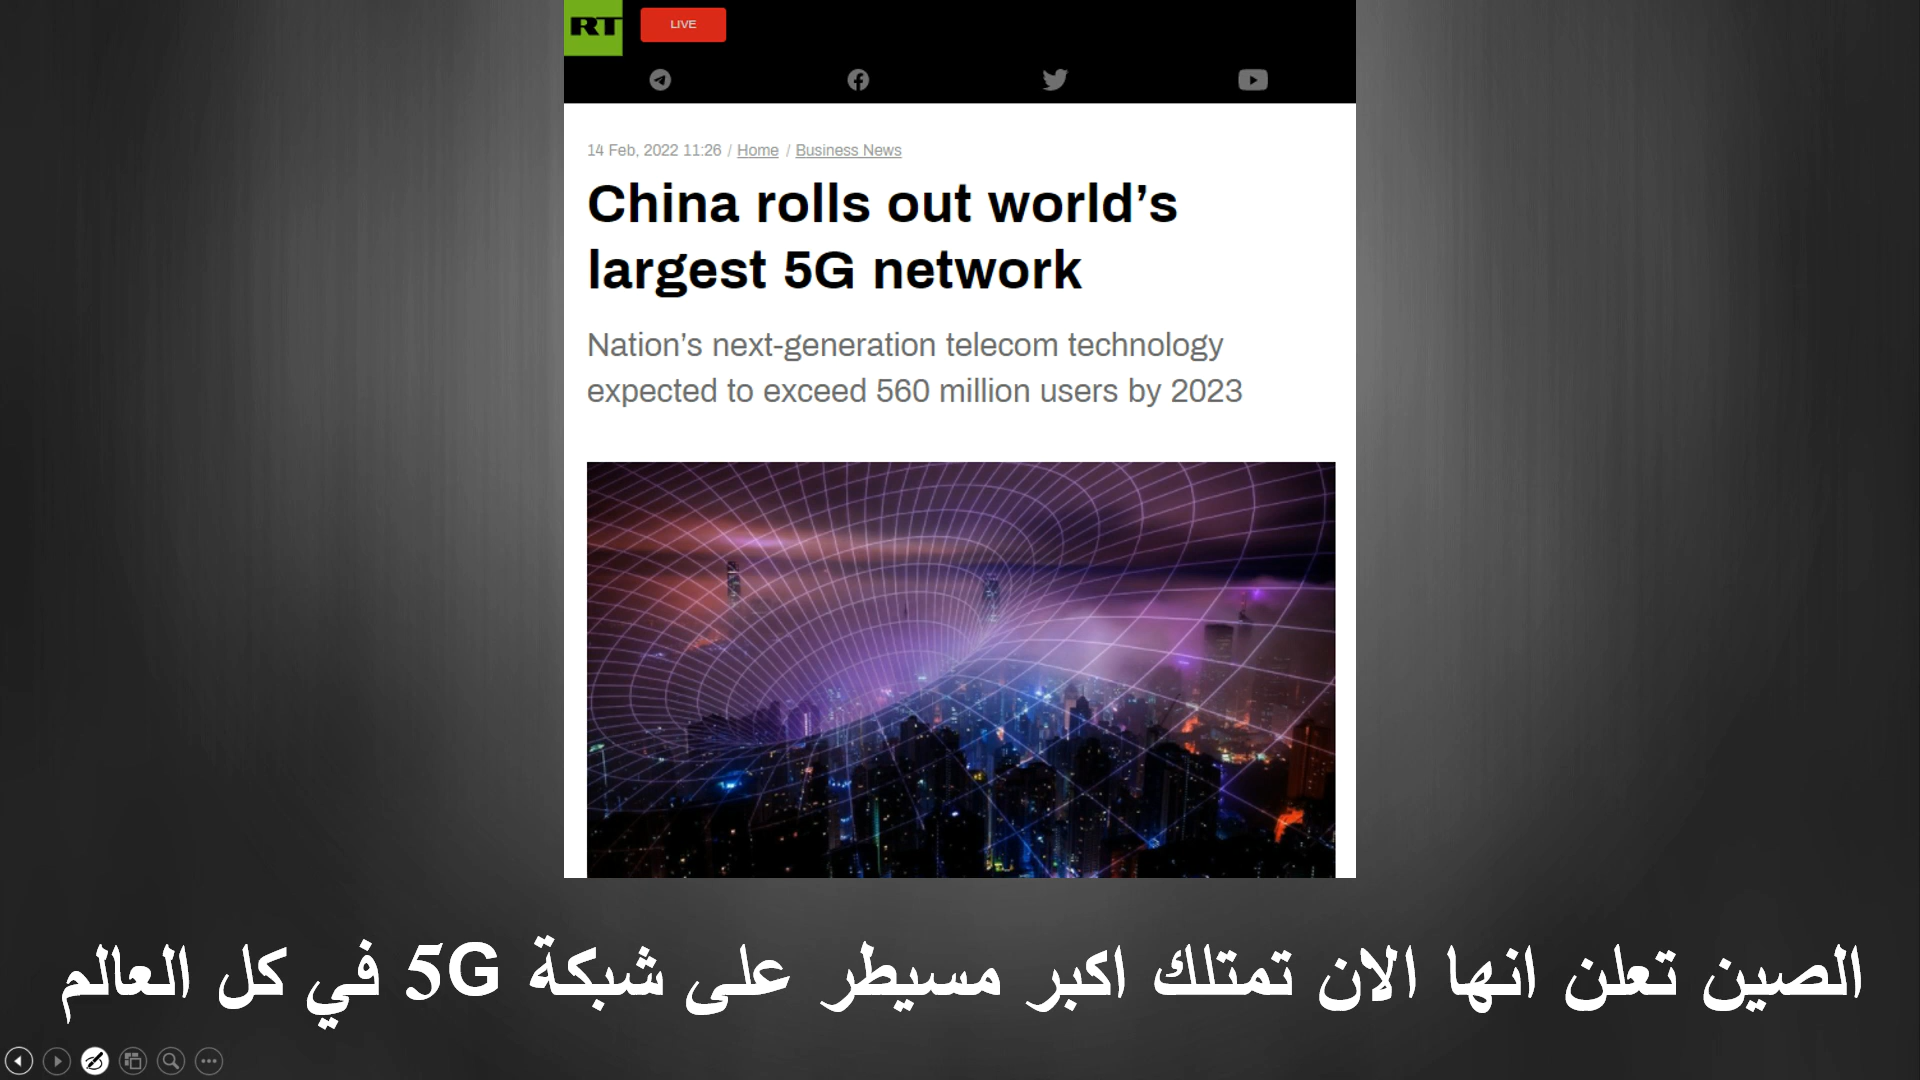 RT
LIVE
14 Feb, 2022 11:26 / Home / Business News
China rolls out world’s
largest 5G network
Nation’s next-generation telecom technology
expected to exceed 560 million users by 2023
الصين تعلن انها الان تمتلك اكبر مسيطر على شبكة 5G في كل العالم